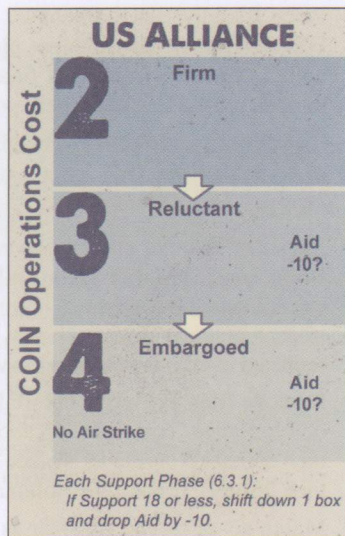 US ALLIANCE
COIN Operations Cost
2
Firm
3
Reluctant
Aid
-10?
4
Embargoed
Aid
-10?
No Air Strike
Each Support Phase (6.3.1):
If Support 18 or less, shift down 1 box
and drop Aid by -10.